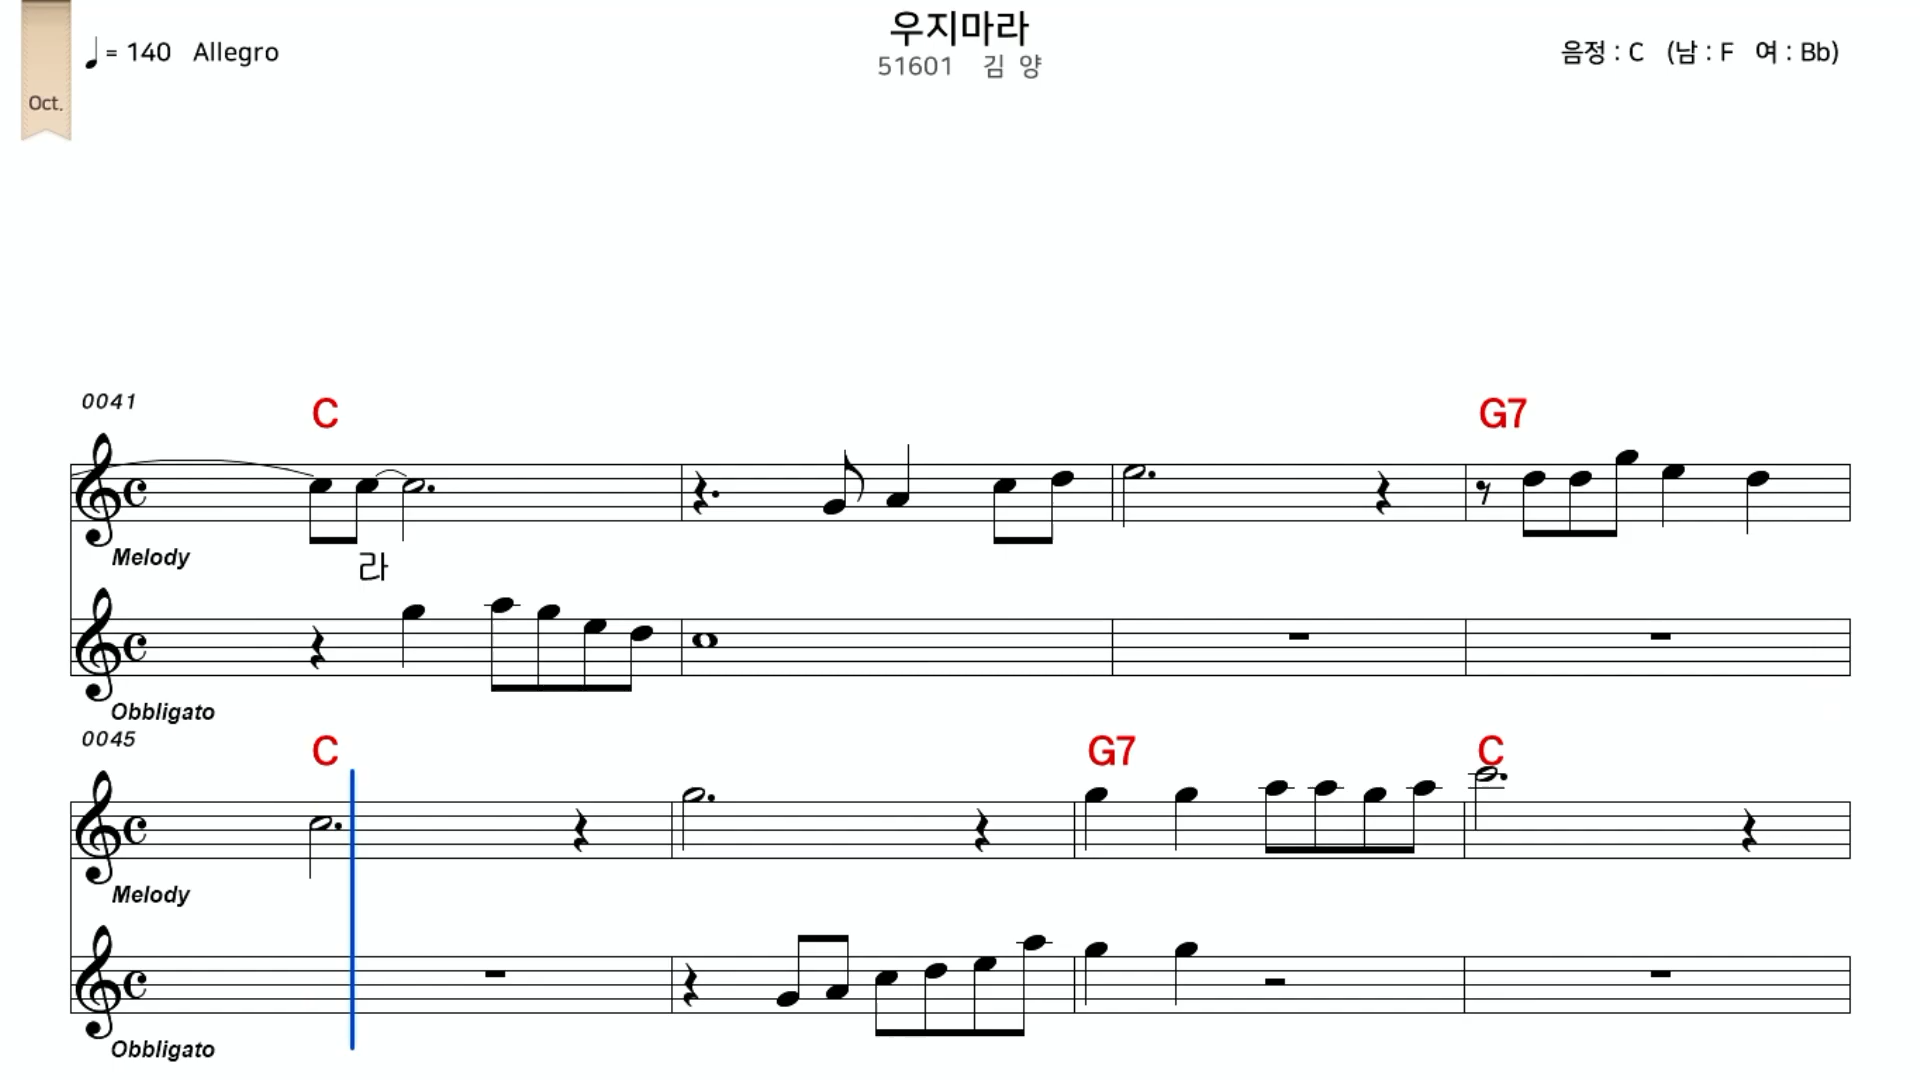 우지마라
♩ = 140 Allegro
51601 김 양
음정 : C (남 : F 여 : Bb)
Oct.
0041
C
G7
Melody
라
Obbligato
0045
C
G7
C
Melody
Obbligato